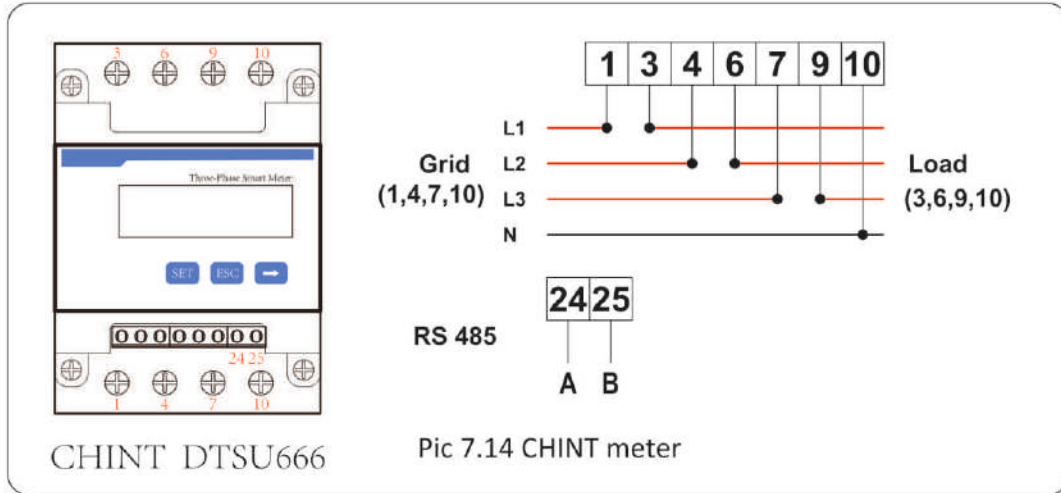 3 6 9 10
Three-Phase Smart Meter
SET ESC
24 25
1 4 7 10
CHINT DTSU666
1 3 4 6 7 9 10
L1
L2
L3
N
Grid
(1,4,7,10)
Load
(3,6,9,10)
24 25
RS 485
A B
Pic 7.14 CHINT meter